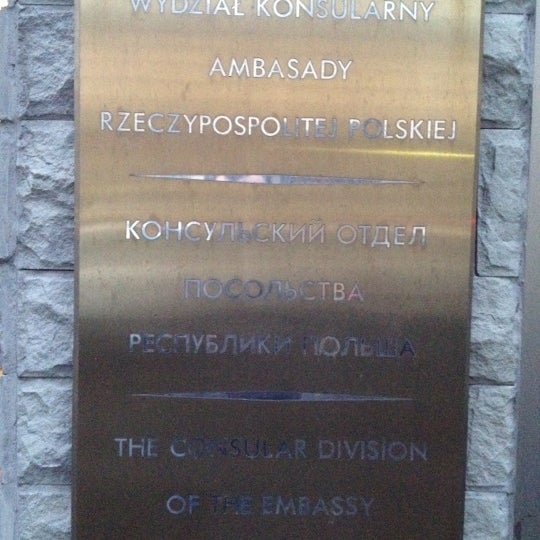 WYDZIAŁ KONSULARNY
AMBASADY
RZECZYPOSPOLITEJ POLSKIEJ
КОНСУЛЬСКИЙ ОТДЕЛ
ПОСОЛЬСТВА
РЕСПУБЛИКИ ПОЛЬША
THE CONSULAR DIVISION
OF THE EMBASSY